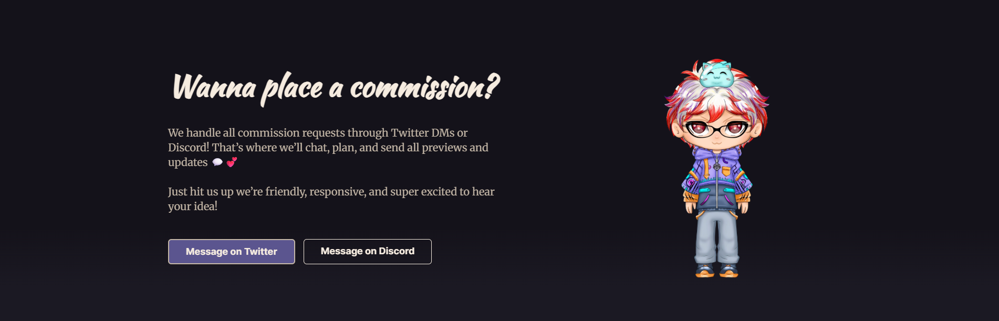 Wanna place a commission?
We handle all commission requests through Twitter DMs or
Discord! That’s where we’ll chat, plan, and send all previews and
updates 💬 💕
Just hit us up we’re friendly, responsive, and super excited to hear
your idea!
Message on Twitter
Message on Discord